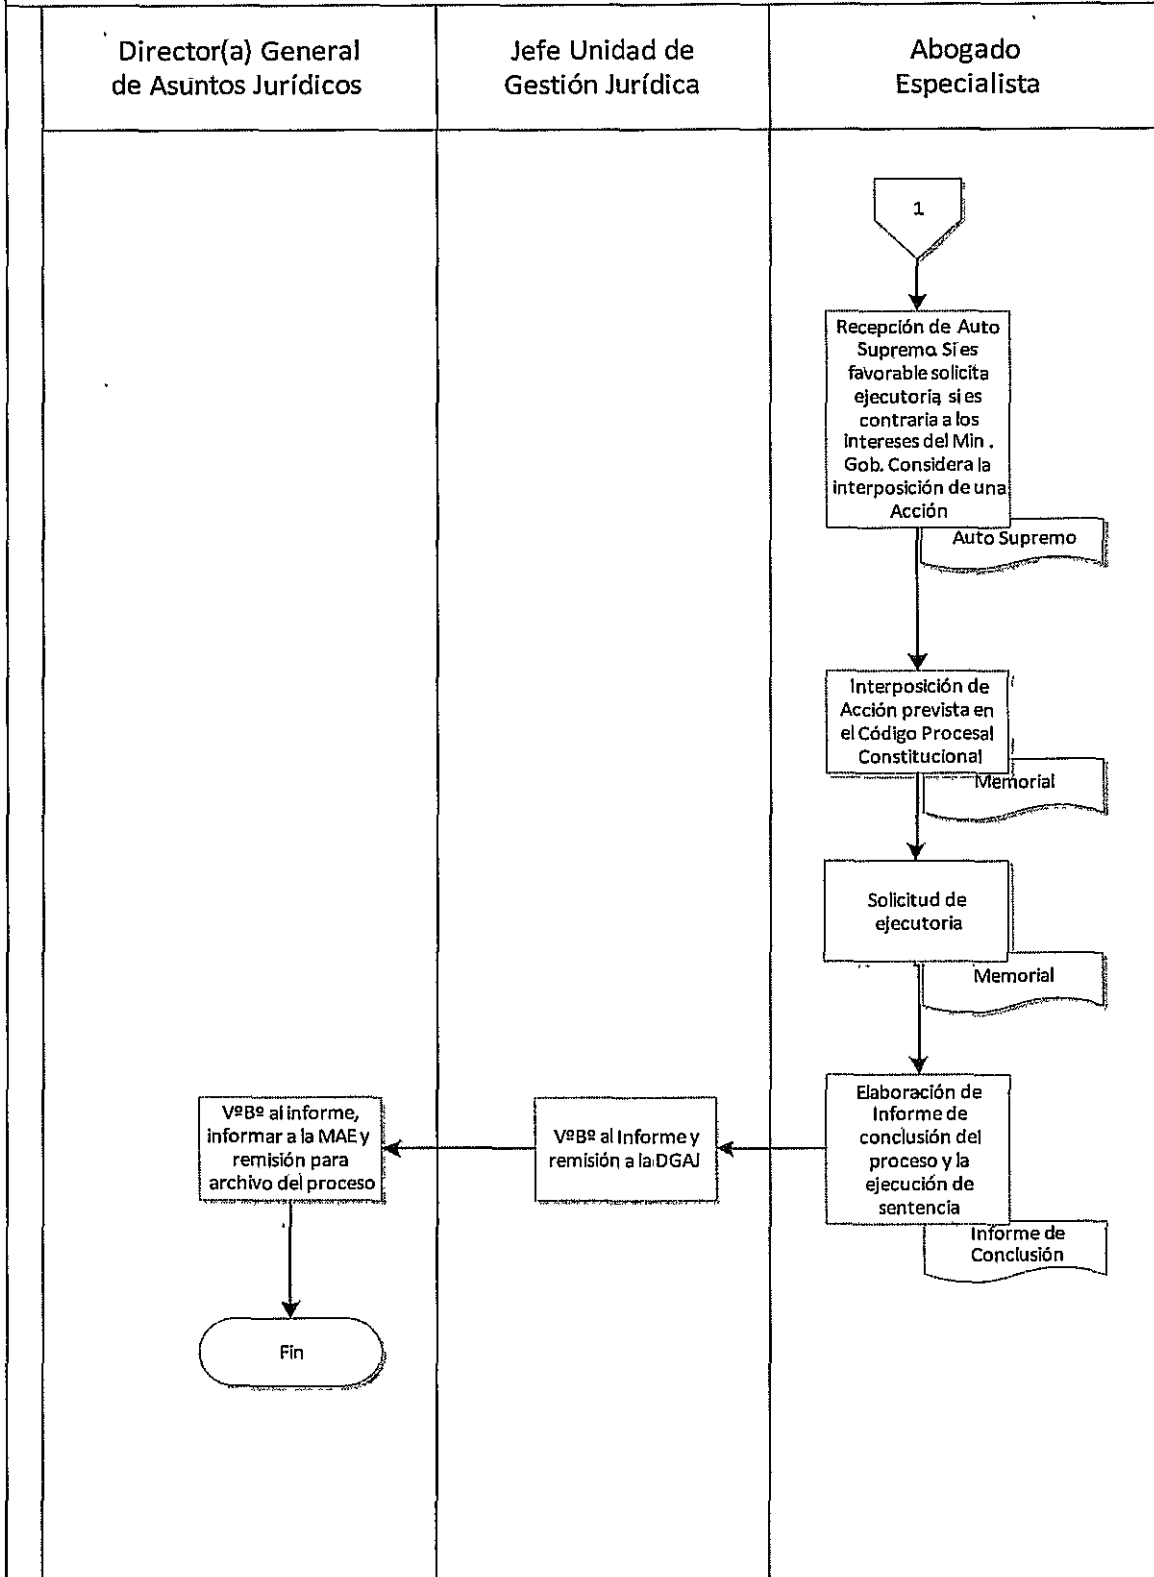 Director(a) General
de Asuntos Jurídicos
Jefe Unidad de
Gestión Jurídica
Abogado
Especialista
1
Recepción de Auto
Supremo. Si es
favorable solicita
ejecutoria, si es
contraria a los
intereses del Min.
Gob. Considera la
interposición de una
Acción
Auto Supremo
Interposición de
Acción prevista en
el Código Procesal
Constitucional
Memorial
Solicitud de
ejecutoria
Memorial
Elaboración de
Informe de
conclusión del
proceso y la
ejecución de
sentencia
Informe de
Conclusión
VºBº al Informe y
remisión a la DGAJ
VºBº al informe,
informar a la MAE y
remisión para
archivo del proceso
Fin